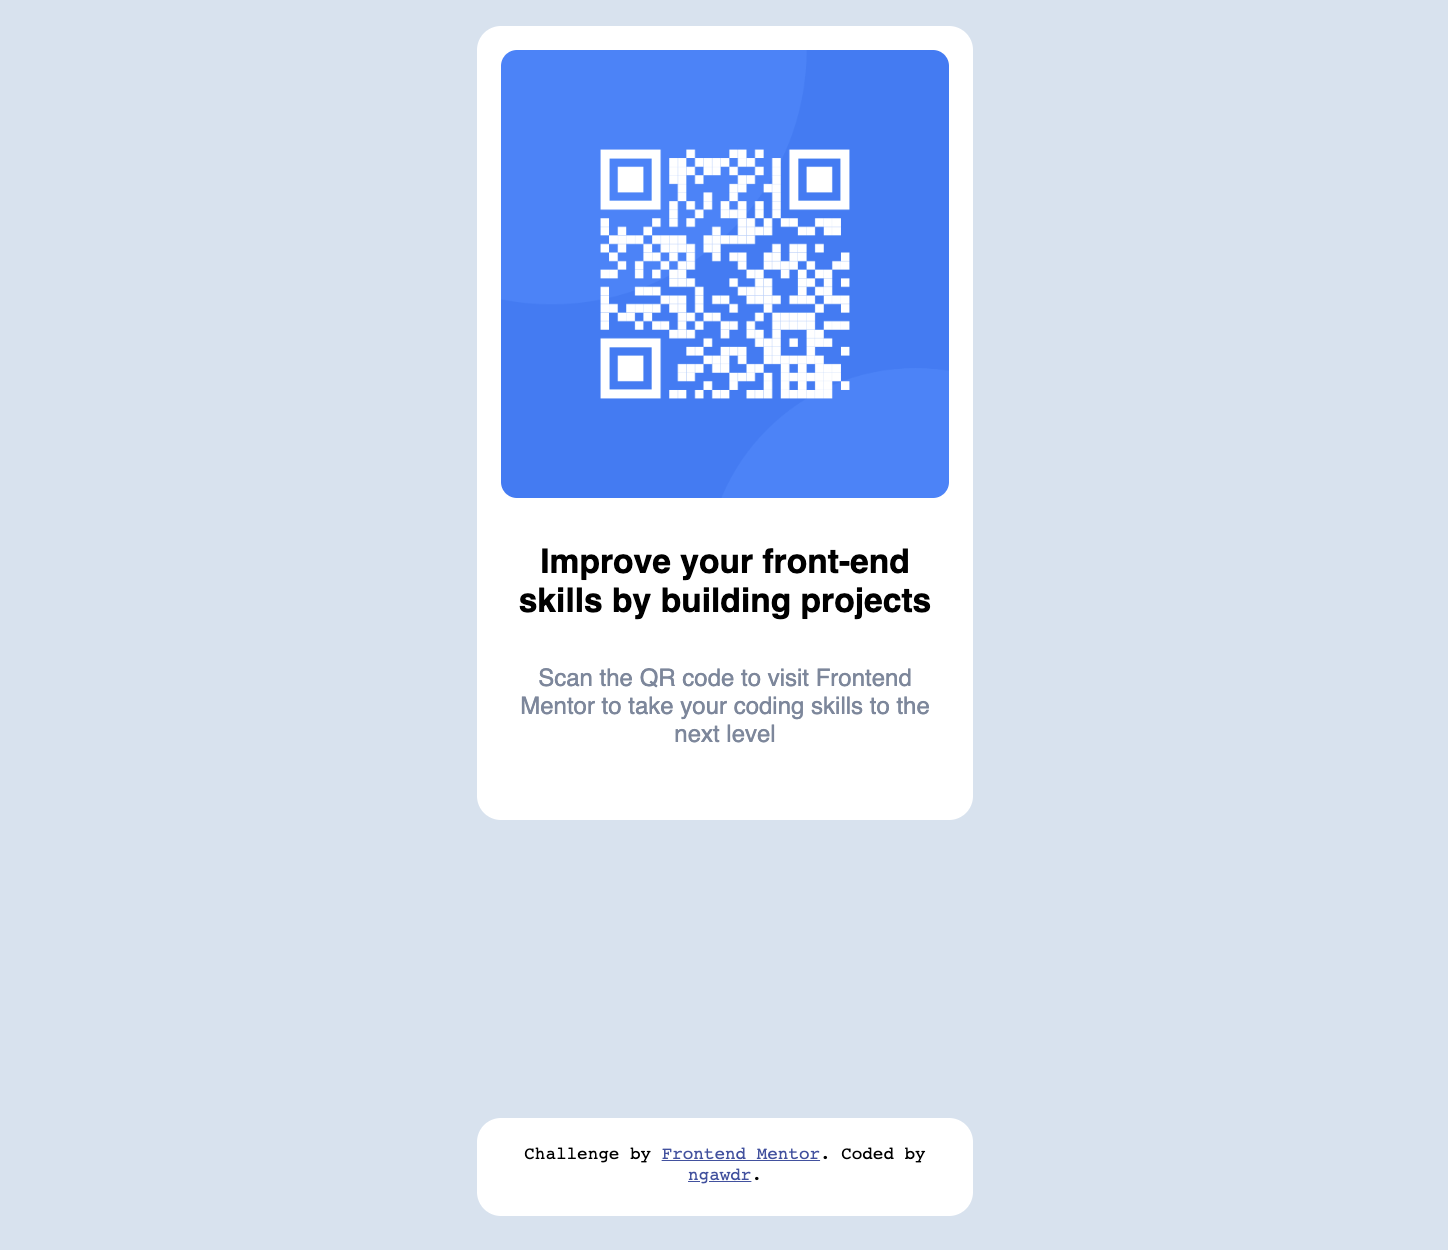 Improve your front-end
skills by building projects
Scan the QR code to visit Frontend
Mentor to take your coding skills to the
next level
Challenge by Frontend Mentor. Coded by
ngawdr.